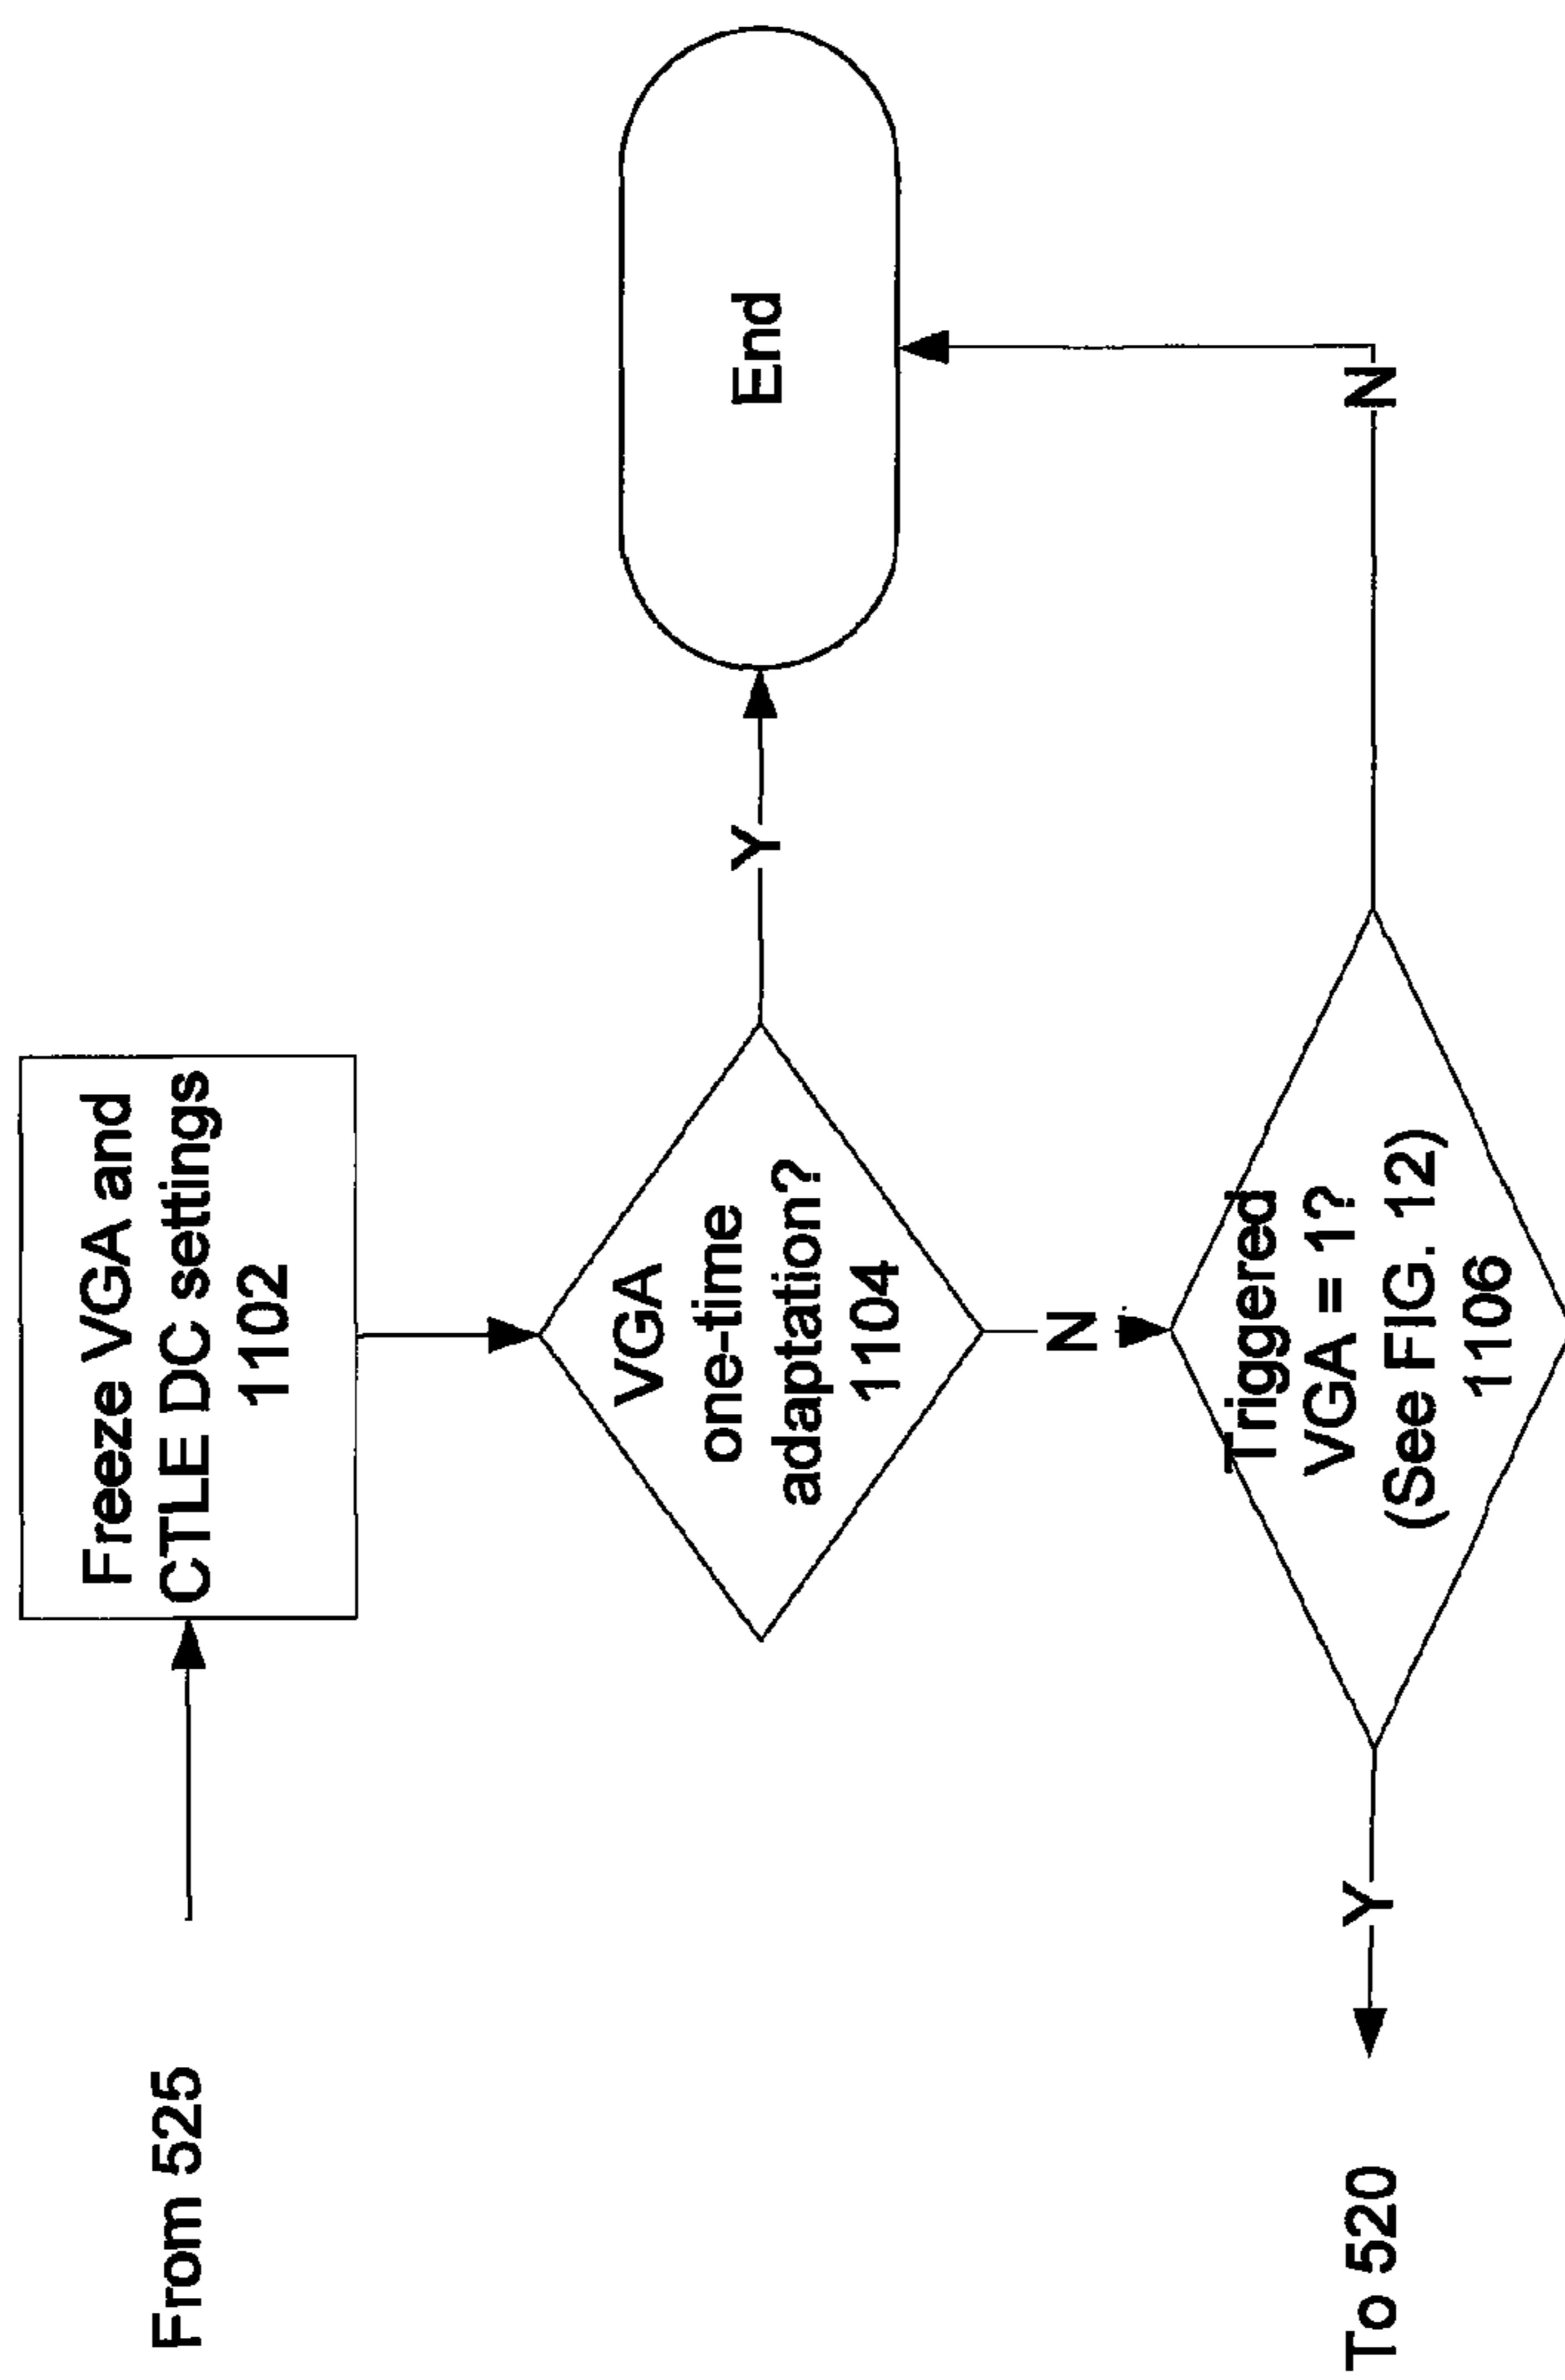 From 525
Freeze VGA and
CTLE DC settings
1102
VGA
one-time
adaptation?
1104
Y
End
N
Triggered
VGA = 1?
(See FIG. 12)
1106
N
Y
To 520